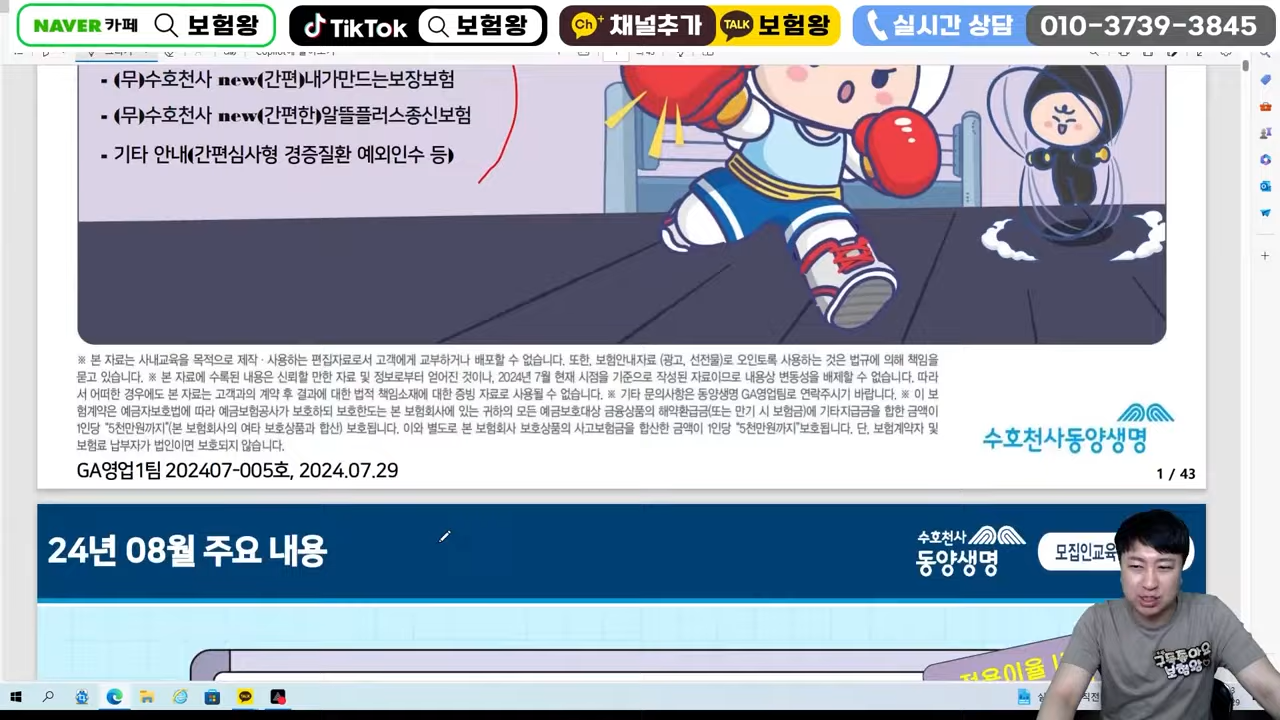 NAVER 카페 보험왕
TikTok 보험왕
Ch+ 채널추가 TALK 보험왕
실시간 상담 010-3739-3845
- (무)수호천사 new(간편)내가만드는보장보험
- (무)수호천사 new(간편한)알뜰플러스종신보험
- 기타 안내(간편심사형 경증질환 예외인수 등)
※ 본 자료는 사내교육을 목적으로 제작 · 사용하는 편집자료로서 고객에게 교부하거나 배포할 수 없습니다. 또한, 보험안내자료 (광고, 선전물)로 오인토록 사용하는 것은 법규에 의해 책임을
묻고 있습니다. ※ 본 자료에 수록된 내용은 신뢰할 만한 자료 및 정보로부터 얻어진 것이나, 2024년 7월 현재 시점을 기준으로 작성된 자료이므로 내용상 변동성을 배제할 수 없습니다. 따라
서 어떠한 경우에도 본 자료는 고객과의 계약 후 결과에 대한 법적 책임소재에 대한 증빙 자료로 사용될 수 없습니다. ※ 기타 문의사항은 동양생명 GA영업팀로 연락주시기 바랍니다. ※ 이 보
험계약은 예금자보호법에 따라 예금보험공사가 보호하되 보호한도는 본 보험회사에 있는 귀하의 모든 예금보호대상 금융상품의 해약환급금(또는 만기 시 보험금)에 기타지급금을 합한 금액이
1인당 "5천만원까지"(본 보험회사의 여타 보호상품과 합산) 보호됩니다. 이와 별도로 본 보험회사 보호상품의 사고보험금을 합산한 금액이 1인당 "5천만원까지"보호됩니다. 단, 보험계약자 및
보험료 납부자가 법인이면 보호되지 않습니다.
수호천사동양생명
GA영업1팀 202407-005호, 2024.07.29
1 / 43
24년 08월 주요 내용
수호천사
동양생명
모집인교육
적용이율
구독좋아요
보험왕